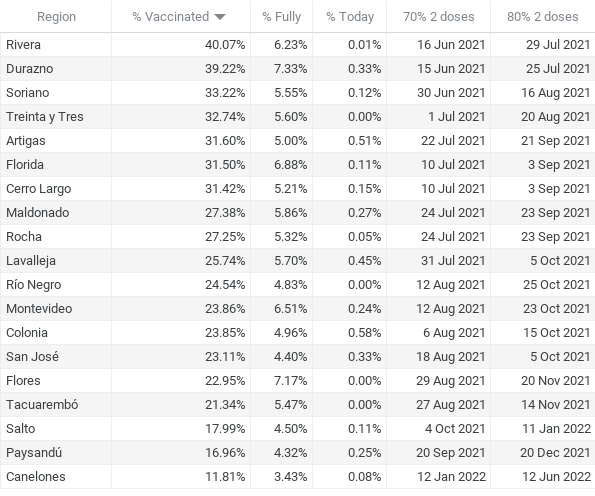 Region % Vaccinated % Fully % Today 70% 2 doses 80% 2 doses
Rivera 40.07% 6.23% 0.01% 16 Jun 2021 29 Jul 2021
Durazno 39.22% 7.33% 0.33% 15 Jun 2021 25 Jul 2021
Soriano 33.22% 5.55% 0.12% 30 Jun 2021 16 Aug 2021
Treinta y Tres 32.74% 5.60% 0.00% 1 Jul 2021 20 Aug 2021
Artigas 31.60% 5.00% 0.51% 22 Jul 2021 21 Sep 2021
Florida 31.50% 6.88% 0.11% 10 Jul 2021 3 Sep 2021
Cerro Largo 31.42% 5.21% 0.15% 10 Jul 2021 3 Sep 2021
Maldonado 27.38% 5.86% 0.27% 24 Jul 2021 23 Sep 2021
Rocha 27.25% 5.32% 0.05% 24 Jul 2021 23 Sep 2021
Lavalleja 25.74% 5.70% 0.45% 31 Jul 2021 5 Oct 2021
Río Negro 24.54% 4.83% 0.00% 12 Aug 2021 25 Oct 2021
Montevideo 23.86% 6.51% 0.24% 12 Aug 2021 23 Oct 2021
Colonia 23.85% 4.96% 0.58% 6 Aug 2021 15 Oct 2021
San José 23.11% 4.40% 0.33% 18 Aug 2021 5 Oct 2021
Flores 22.95% 7.17% 0.00% 29 Aug 2021 20 Nov 2021
Tacuarembó 21.34% 5.47% 0.00% 27 Aug 2021 14 Nov 2021
Salto 17.99% 4.50% 0.11% 4 Oct 2021 11 Jan 2022
Paysandú 16.96% 4.32% 0.25% 20 Sep 2021 20 Dec 2021
Canelones 11.81% 3.43% 0.08% 12 Jan 2022 12 Jun 2022